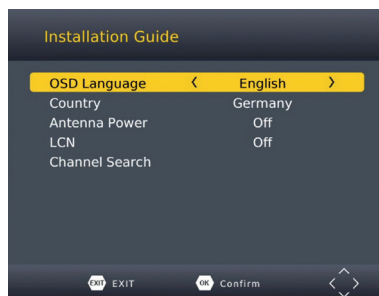 Installation Guide
OSD Language < English >
Country Germany
Antenna Power Off
LCN Off
Channel Search
EXIT EXIT OK Confirm